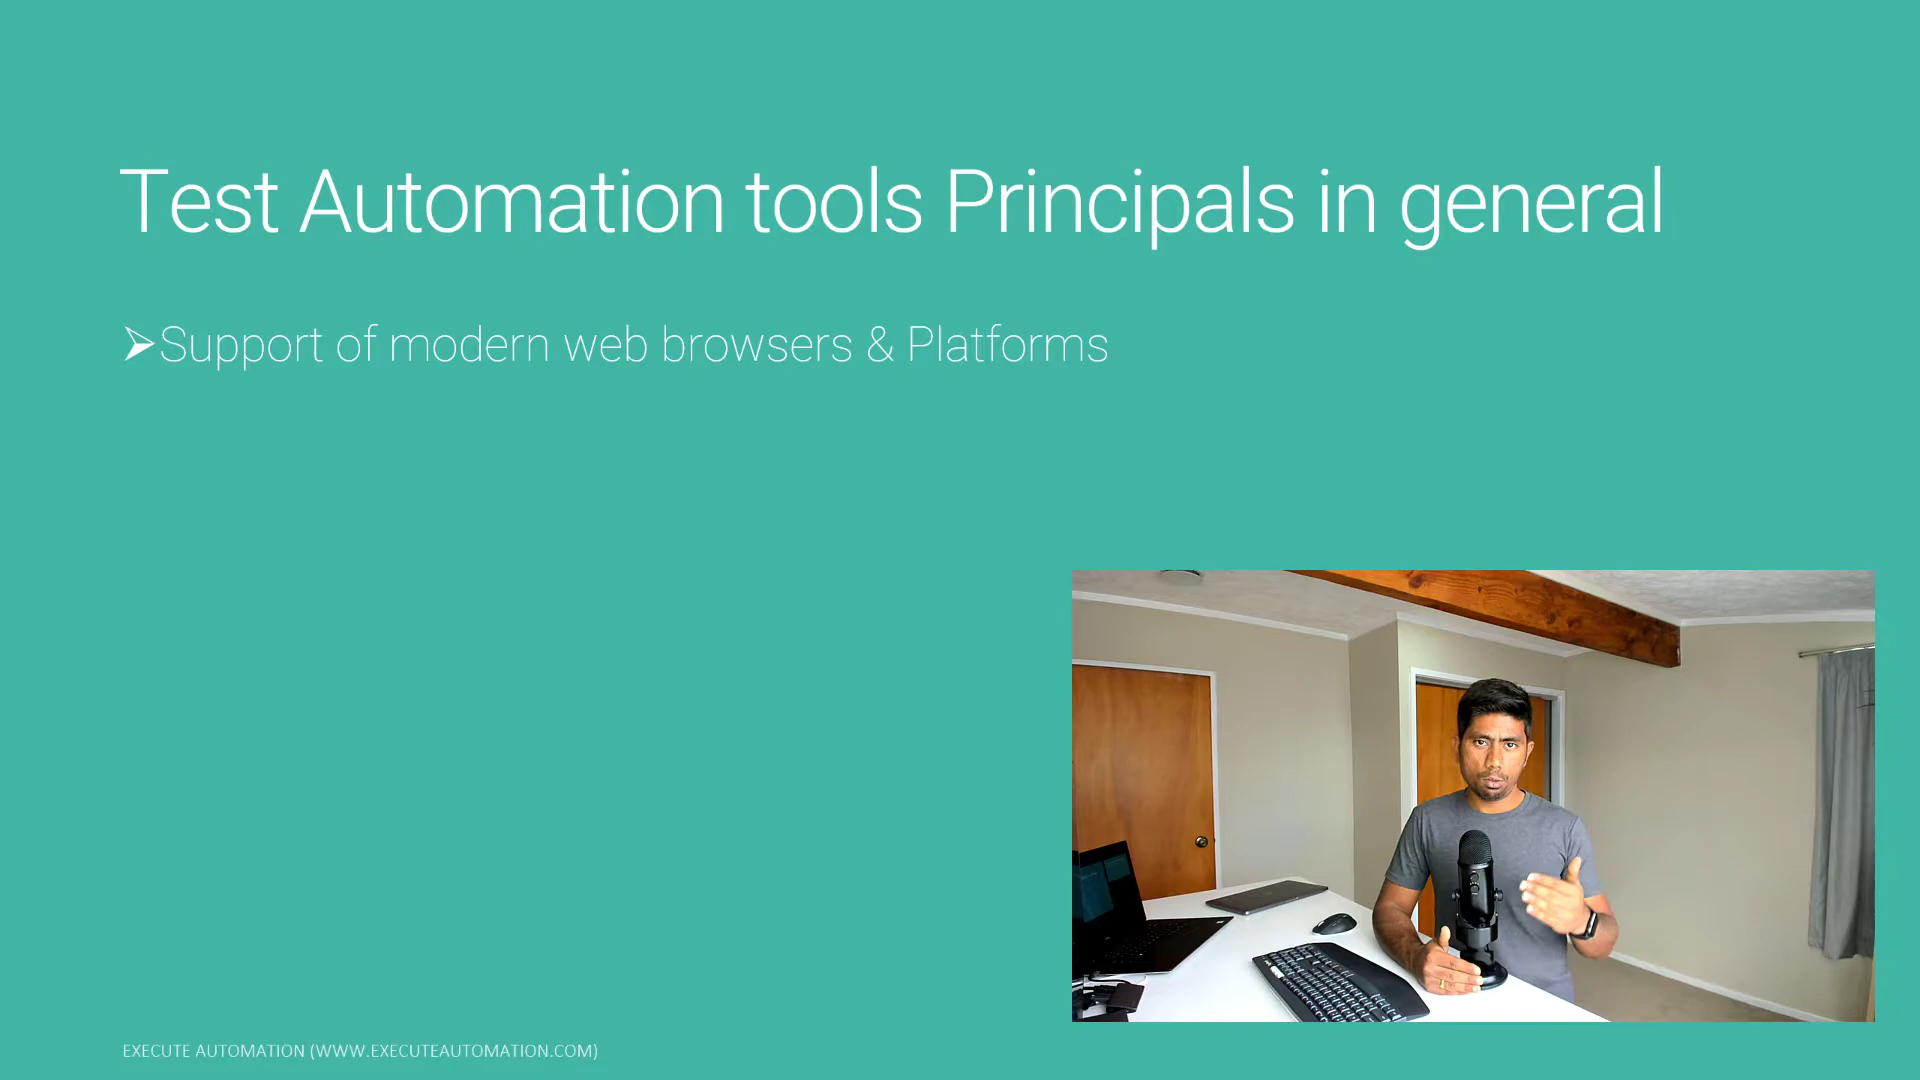 Test Automation tools Principals in general
➢Support of modern web browsers & Platforms
EXECUTE AUTOMATION (WWW.EXECUTEAUTOMATION.COM)